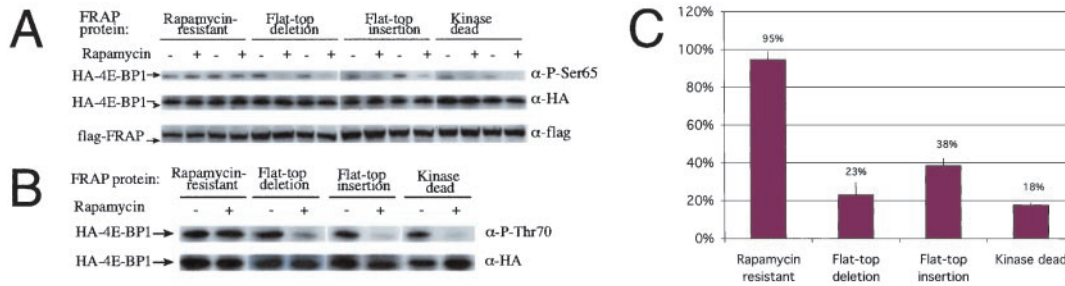 A
FRAP protein: Rapamycin-resistant Flat-top deletion Flat-top insertion Kinase dead
Rapamycin - + - + - + - + - + - + - + - +
HA-4E-BP1 α-P-Ser65
HA-4E-BP1 α-HA
flag-FRAP α-flag
B
FRAP protein: Rapamycin-resistant Flat-top deletion Flat-top insertion Kinase dead
Rapamycin - + - + - + - +
HA-4E-BP1 α-P-Thr70
HA-4E-BP1 α-HA
C
120%
100%
80%
60%
40%
20%
0%
95%
23%
38%
18%
Rapamycin resistant
Flat-top deletion
Flat-top insertion
Kinase dead